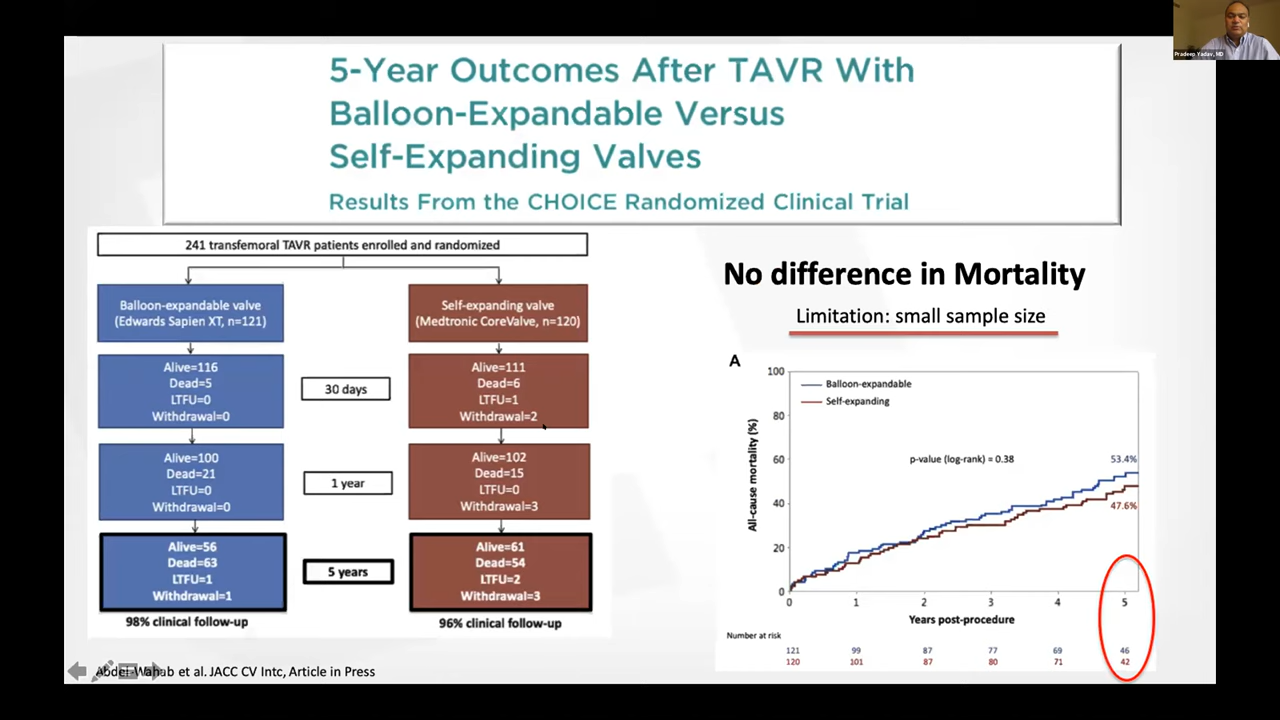 Pradeep Yadav, MD
5-Year Outcomes After TAVR With
Balloon-Expandable Versus
Self-Expanding Valves
Results From the CHOICE Randomized Clinical Trial
241 transfemoral TAVR patients enrolled and randomized
Balloon-expandable valve
(Edwards Sapien XT, n=121)
Self-expanding valve
(Medtronic CoreValve, n=120)
Alive=116
Dead=5
LTFU=0
Withdrawal=0
30 days
Alive=111
Dead=6
LTFU=1
Withdrawal=2
Alive=100
Dead=21
LTFU=0
Withdrawal=0
1 year
Alive=102
Dead=15
LTFU=0
Withdrawal=3
Alive=56
Dead=63
LTFU=1
Withdrawal=1
5 years
Alive=61
Dead=54
LTFU=2
Withdrawal=3
98% clinical follow-up
96% clinical follow-up
Abdel-Wahab et al. JACC CV Intc, Article in Press
No difference in Mortality
Limitation: small sample size
A
All-cause mortality (%)
100
80
60
40
20
0
Balloon-expandable
Self-expanding
p-value (log-rank) = 0.38
53.4%
47.6%
0 1 2 3 4 5
Years post-procedure
Number at risk
121 99 87 77 69 46
120 101 87 80 71 42